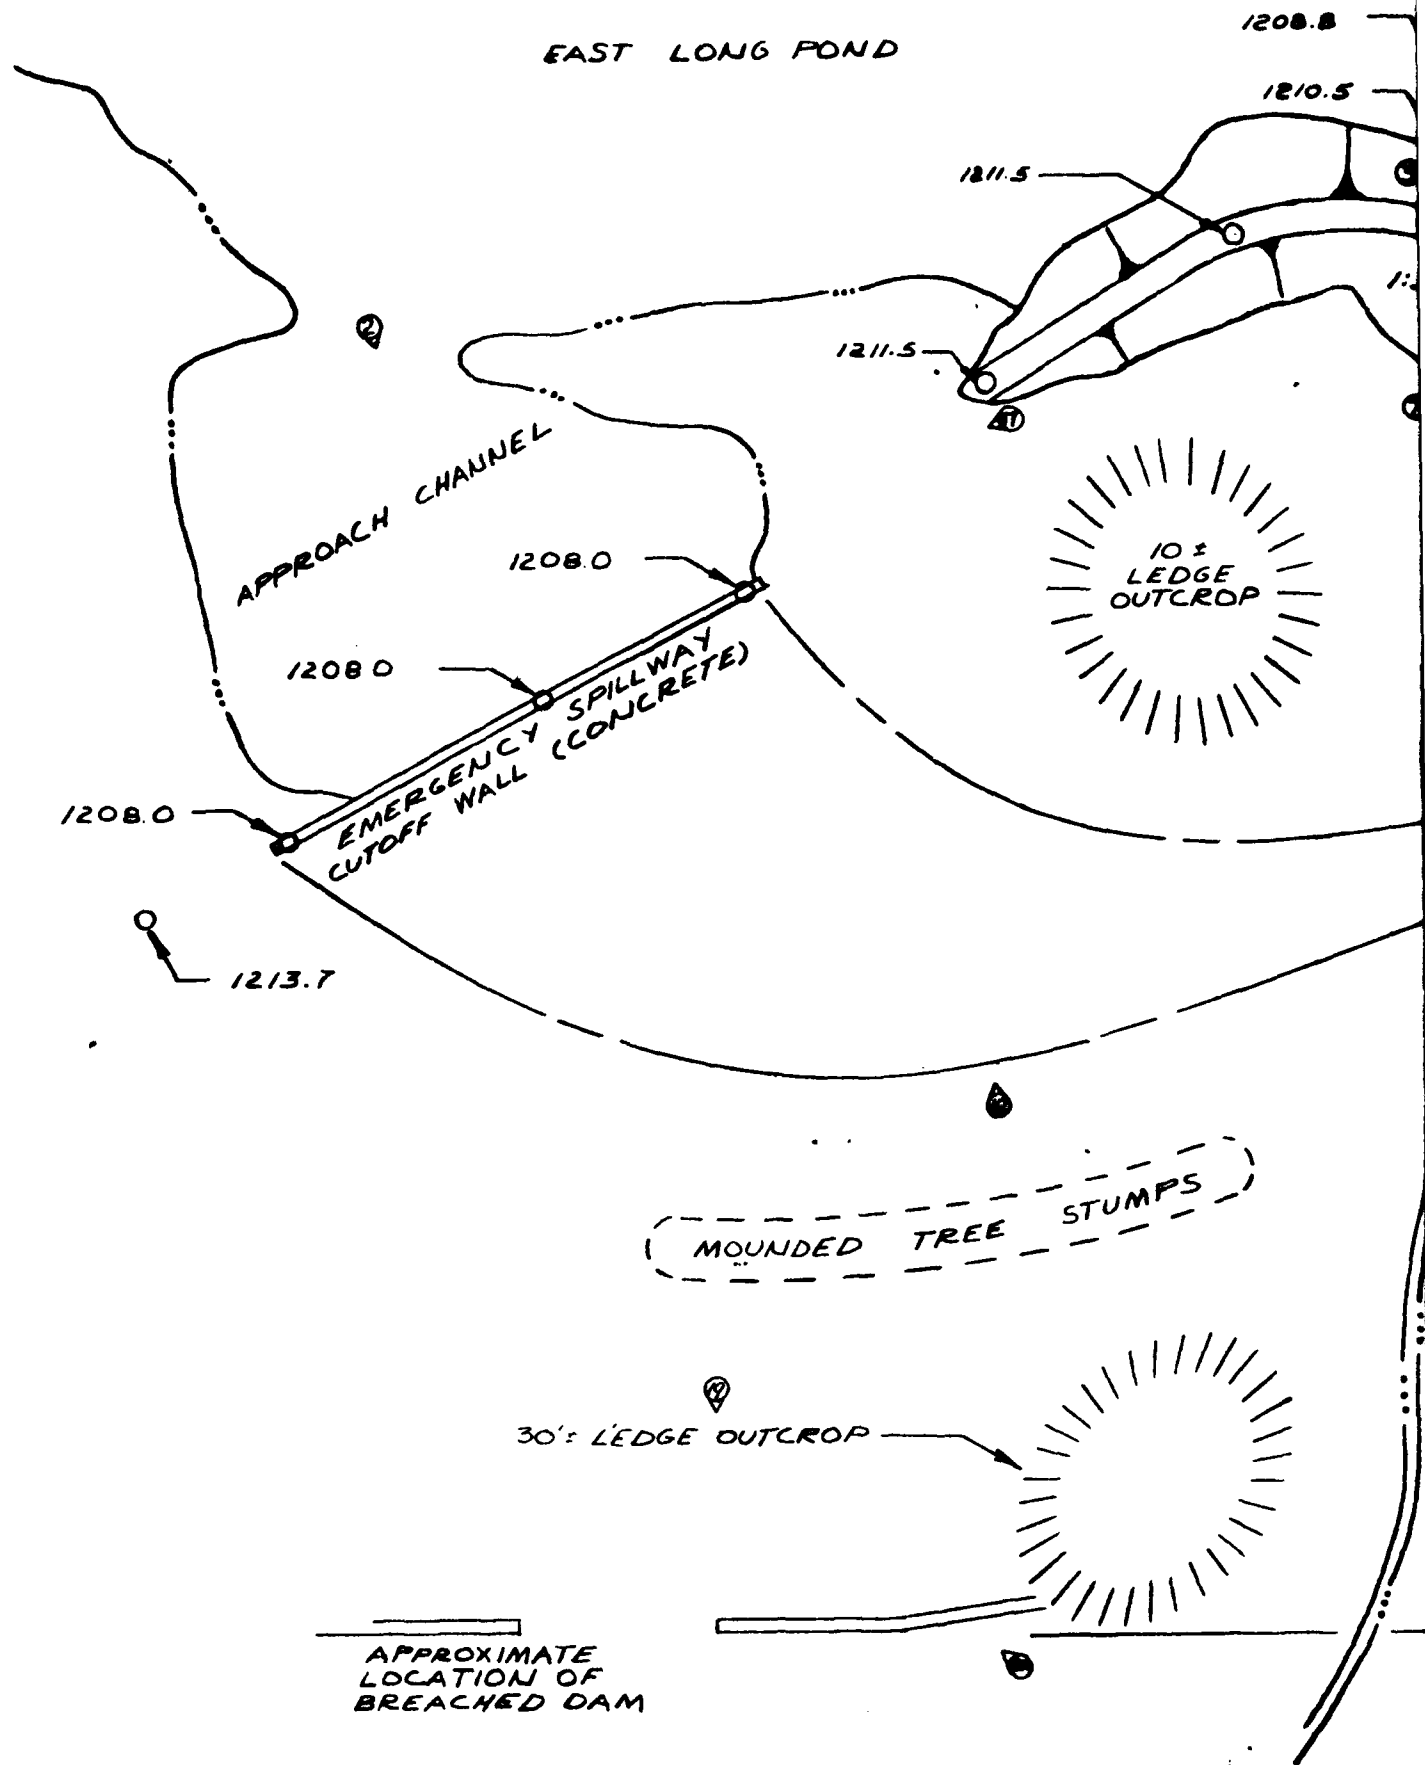 EAST LONG POND
1208.8
1210.5
1211.5
2
1211.5
APPROACH CHANNEL
10 ±
LEDGE
OUTCROP
1208.0
1208 0
EMERGENCY SPILLWAY
CUTOFF WALL (CONCRETE)
1208.0
1213.7
MOUNDED TREE STUMPS
30'± LEDGE OUTCROP
APPROXIMATE
LOCATION OF
BREACHED DAM